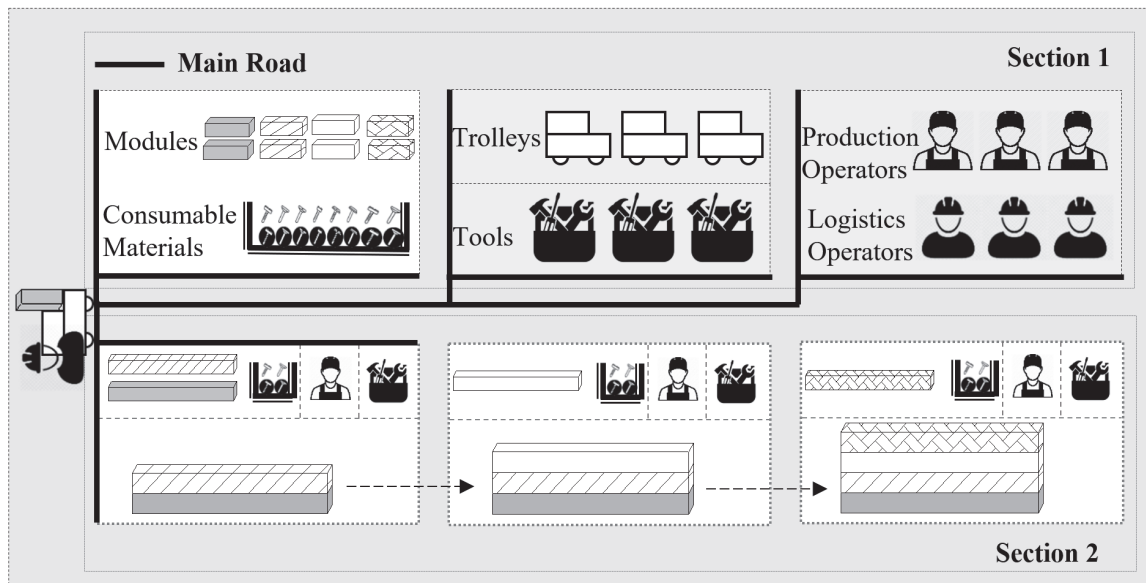 Main Road
Section 1
Modules
Consumable
Materials
Trolleys
Tools
Production
Operators
Logistics
Operators
Section 2